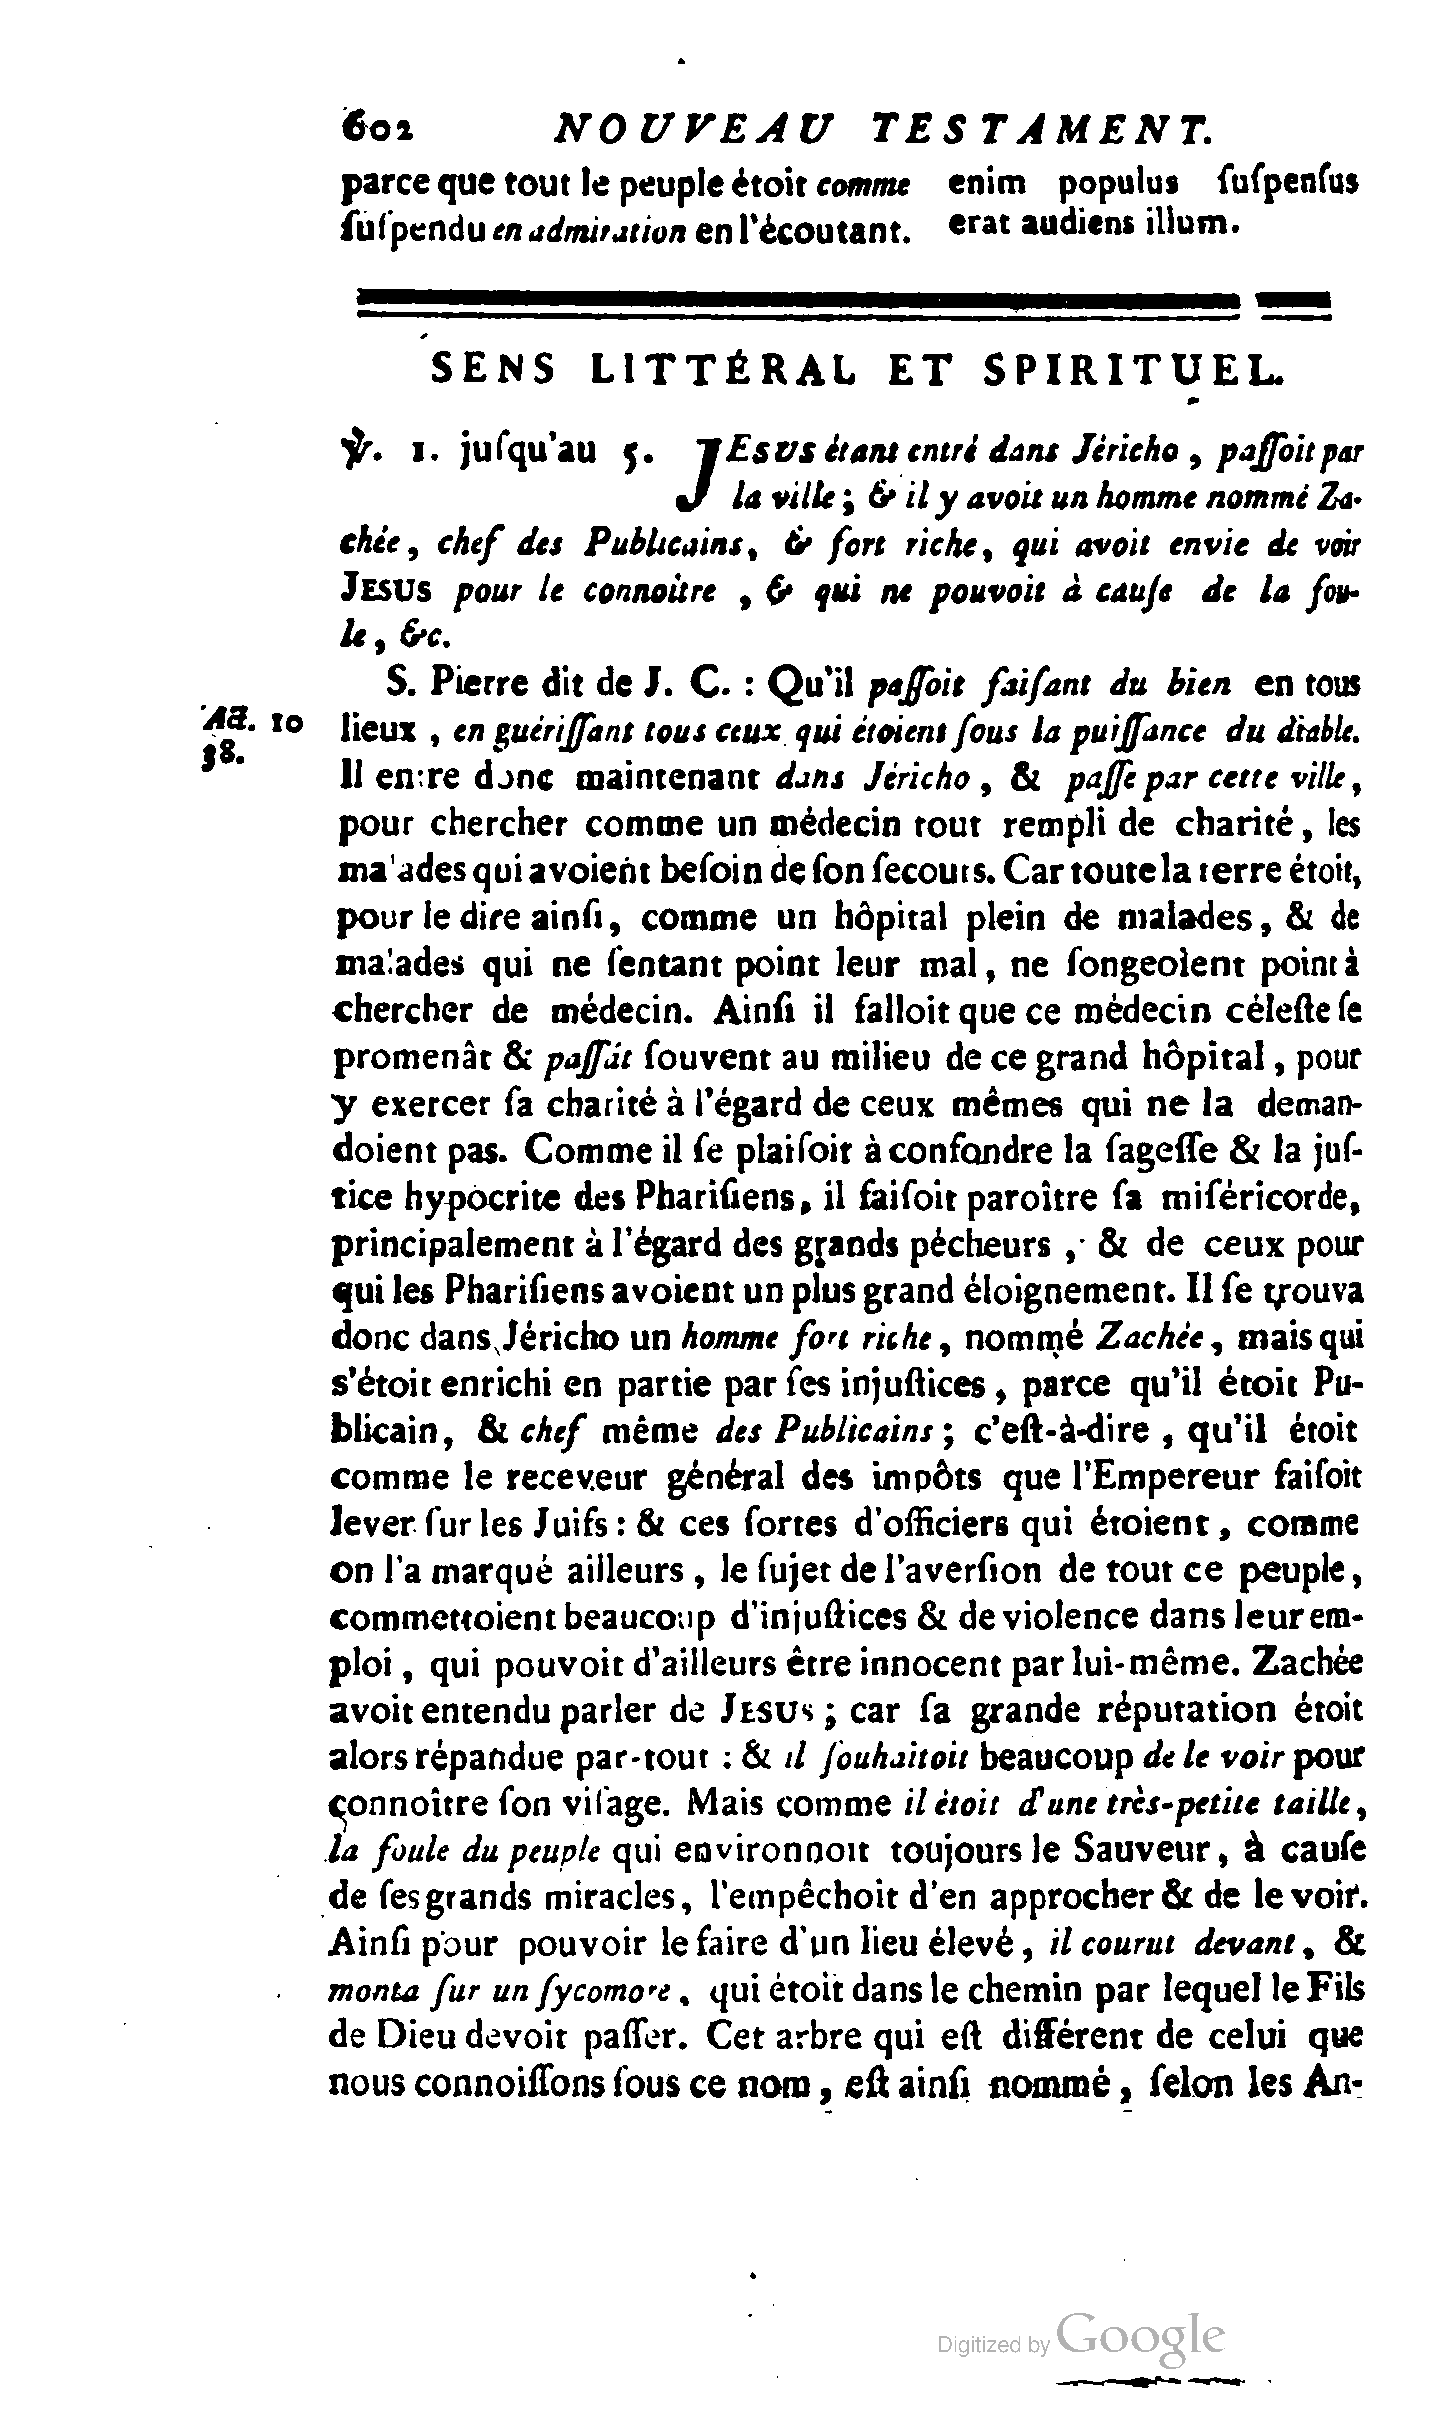 602 NOUVEAU TESTAMENT.
parce que tout le peuple étoit comme
ſuſpendu en admiration en l'écoutant.
enim populus ſuſpenſus
erat audiens illum.
SENS LITTÉRAL ET SPIRITUEL.
℣. 1. juſqu'au 5. JEsus étant entré dans Jéricho, paſſoit par
la ville; & il y avoit un homme nommé Za-
chée, chef des Publicains, & fort riche, qui avoit envie de voir
JESUS pour le connoître, & qui ne pouvoit à cauſe de la fou-
le, &c.
S. Pierre dit de J. C. : Qu'il paſſoit faiſant du bien en tous
Act. 10
38.
lieux, en guériſſant tous ceux qui étoient ſous la puiſſance du diable.
Il entre donc maintenant dans Jéricho, & paſſe par cette ville,
pour chercher comme un médecin tout rempli de charité, les
malades qui avoient beſoin de ſon ſecours. Car toute la terre étoit,
pour le dire ainſi, comme un hôpital plein de malades, & de
malades qui ne ſentant point leur mal, ne ſongeoient point à
chercher de médecin. Ainſi il falloit que ce médecin céleſte ſe
promenât & paſſât ſouvent au milieu de ce grand hôpital, pour
y exercer ſa charité à l'égard de ceux mêmes qui ne la deman-
doient pas. Comme il ſe plaiſoit à confondre la ſageſſe & la juſ-
tice hypocrite des Phariſiens, il faiſoit paroître ſa miſéricorde,
principalement à l'égard des grands pécheurs, & de ceux pour
qui les Phariſiens avoient un plus grand éloignement. Il ſe trouva
donc dans Jéricho un homme fort riche, nommé Zachée, mais qui
s'étoit enrichi en partie par ſes injuſtices, parce qu'il étoit Pu-
blicain, & chef même des Publicains; c'eſt-à-dire, qu'il étoit
comme le receveur général des impôts que l'Empereur faiſoit
lever ſur les Juifs: & ces ſortes d'officiers qui étoient, comme
on l'a marqué ailleurs, le ſujet de l'averſion de tout ce peuple,
commettoient beaucoup d'injuſtices & de violence dans leur em-
ploi, qui pouvoit d'ailleurs être innocent par lui-même. Zachée
avoit entendu parler de JESUS; car ſa grande réputation étoit
alors répandue par-tout : & il ſouhaitoit beaucoup de le voir pour
connoître ſon viſage. Mais comme il étoit d'une très-petite taille,
la foule du peuple qui environnoit toujours le Sauveur, à cauſe
de ſes grands miracles, l'empêchoit d'en approcher & de le voir.
Ainſi pour pouvoir le faire d'un lieu élevé, il courut devant, &
monta ſur un ſycomore, qui étoit dans le chemin par lequel le Fils
de Dieu devoit paſſer. Cet arbre qui eſt différent de celui que
nous connoiſſons ſous ce nom, eſt ainſi nommé, ſelon les An-
Digitized by Google